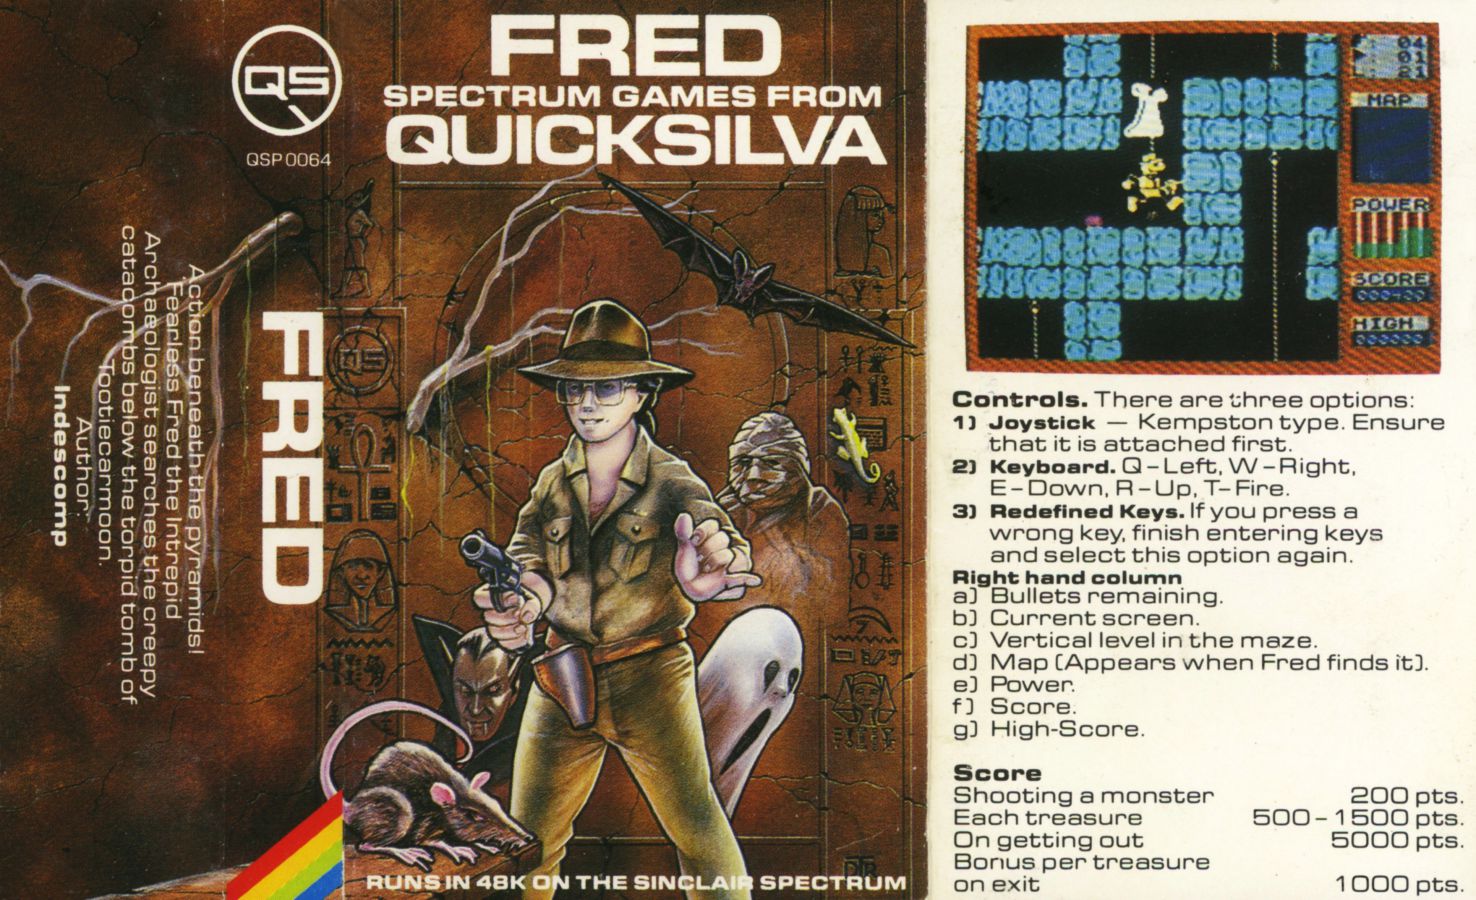 Action beneath the pyramids!
Fearless Fred the Intrepid
Archaeologist searches the creepy
catacombs below the torpid tomb of
Tootiecarmoon.
Author:
Indescomp
QS
QSP 0064
FRED
FRED
SPECTRUM GAMES FROM
QUICKSILVA
QS
RUNS IN 48K ON THE SINCLAIR SPECTRUM
04
01
21
MAP
POWER
SCORE
000400
HIGH
000000
Controls. There are three options:
1) Joystick — Kempston type. Ensure
that it is attached first.
2) Keyboard. Q-Left, W-Right,
E-Down, R-Up, T-Fire.
3) Redefined Keys. If you press a
wrong key, finish entering keys
and select this option again.
Right hand column
a) Bullets remaining.
b) Current screen.
c) Vertical level in the maze.
d) Map (Appears when Fred finds it).
e) Power.
f) Score.
g) High-Score.
Score
Shooting a monster 200 pts.
Each treasure 500-1500 pts.
On getting out 5000 pts.
Bonus per treasure
on exit 1000 pts.